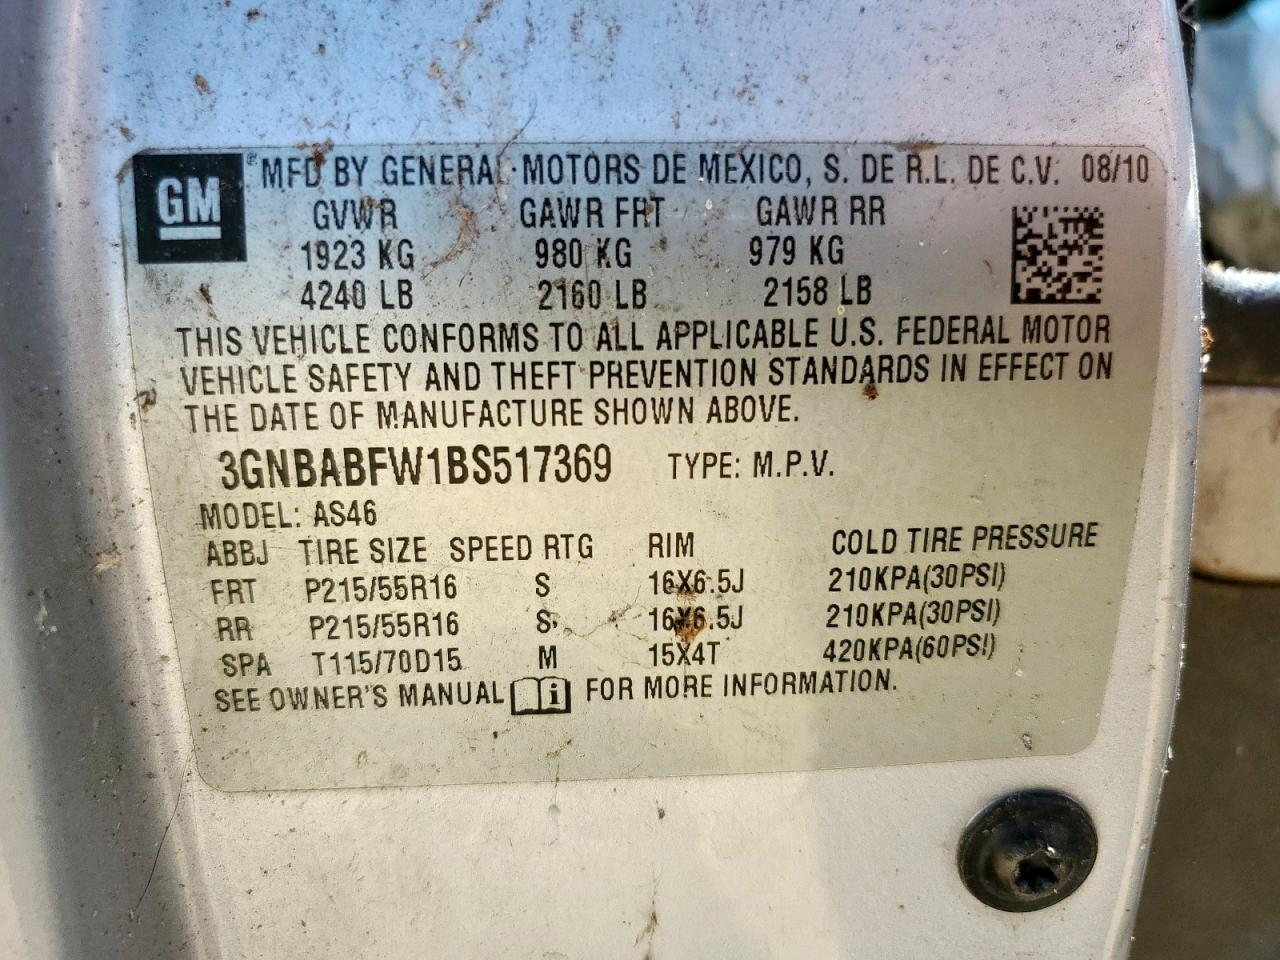 GM ® MFD BY GENERAL MOTORS DE MEXICO, S. DE R.L. DE C.V. 08/10
GVWR GAWR FRT GAWR RR
1923 KG 980 KG 979 KG
4240 LB 2160 LB 2158 LB
THIS VEHICLE CONFORMS TO ALL APPLICABLE U.S. FEDERAL MOTOR
VEHICLE SAFETY AND THEFT PREVENTION STANDARDS IN EFFECT ON
THE DATE OF MANUFACTURE SHOWN ABOVE.
3GNBABFW1BS517369 TYPE: M.P.V.
MODEL: AS46
ABBJ TIRE SIZE SPEED RTG RIM COLD TIRE PRESSURE
FRT P215/55R16 S 16X6.5J 210KPA(30PSI)
RR P215/55R16 S 16X6.5J 210KPA(30PSI)
SPA T115/70D15 M 15X4T 420KPA(60PSI)
SEE OWNER'S MANUAL i FOR MORE INFORMATION.